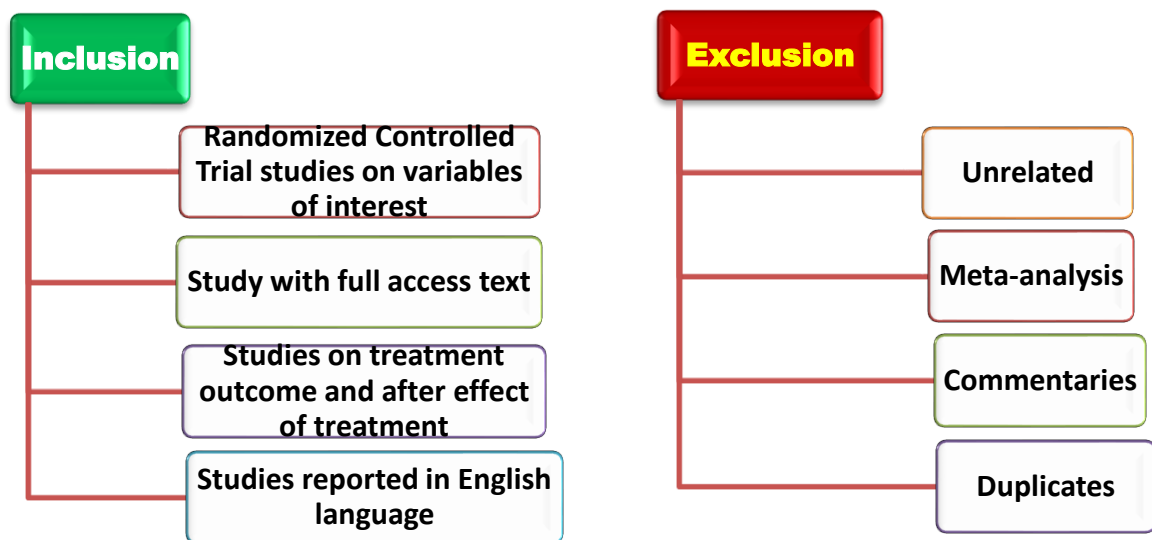 Inclusion
Randomized Controlled
Trial studies on variables
of interest
Study with full access text
Studies on treatment
outcome and after effect
of treatment
Studies reported in English
language
Exclusion
Unrelated
Meta-analysis
Commentaries
Duplicates